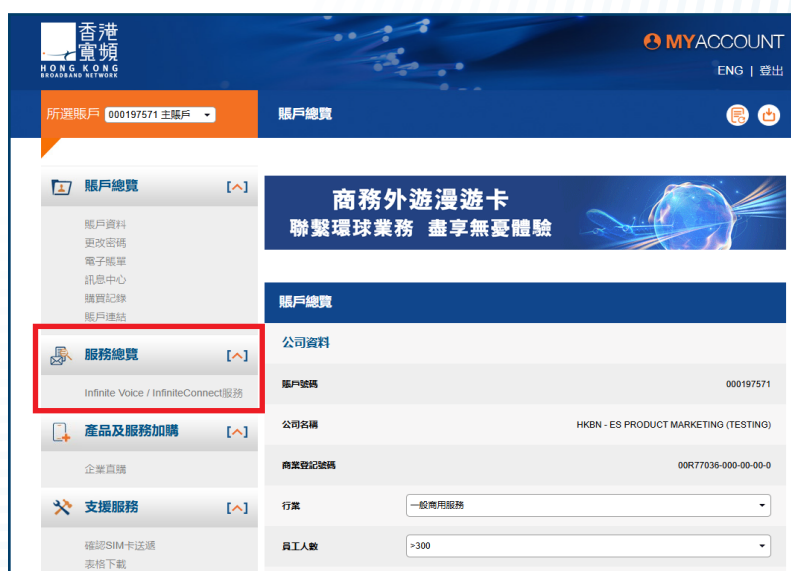 香港
寬頻
HONG KONG
BROADBAND NETWORK
MYACCOUNT
ENG | 登出
所選賬戶 000197571 主賬戶
賬戶總覽
賬戶總覽 [^]
賬戶資料
更改密碼
電子賬單
訊息中心
購買記錄
賬戶連結
服務總覽 [^]
Infinite Voice / InfiniteConnect服務
產品及服務加購 [^]
企業直購
支援服務 [^]
確認SIM卡送遞
表格下載
商務外遊漫遊卡
聯繫環球業務 盡享無憂體驗
賬戶總覽
公司資料
賬戶號碼 000197571
公司名稱 HKBN - ES PRODUCT MARKETING (TESTING)
商業登記號碼 00R77036-000-00-00-0
行業 一般商用服務
員工人數 >300